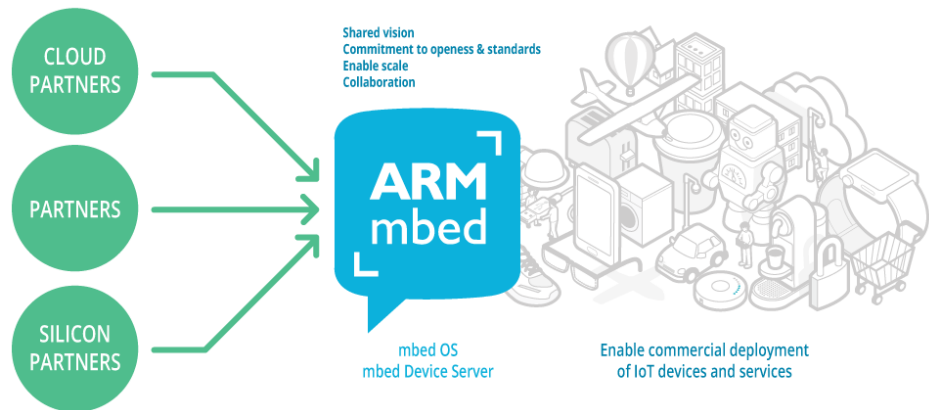 CLOUD
PARTNERS
PARTNERS
SILICON
PARTNERS
Shared vision
Commitment to openess & standards
Enable scale
Collaboration
ARM
mbed
mbed OS
mbed Device Server
Enable commercial deployment
of IoT devices and services